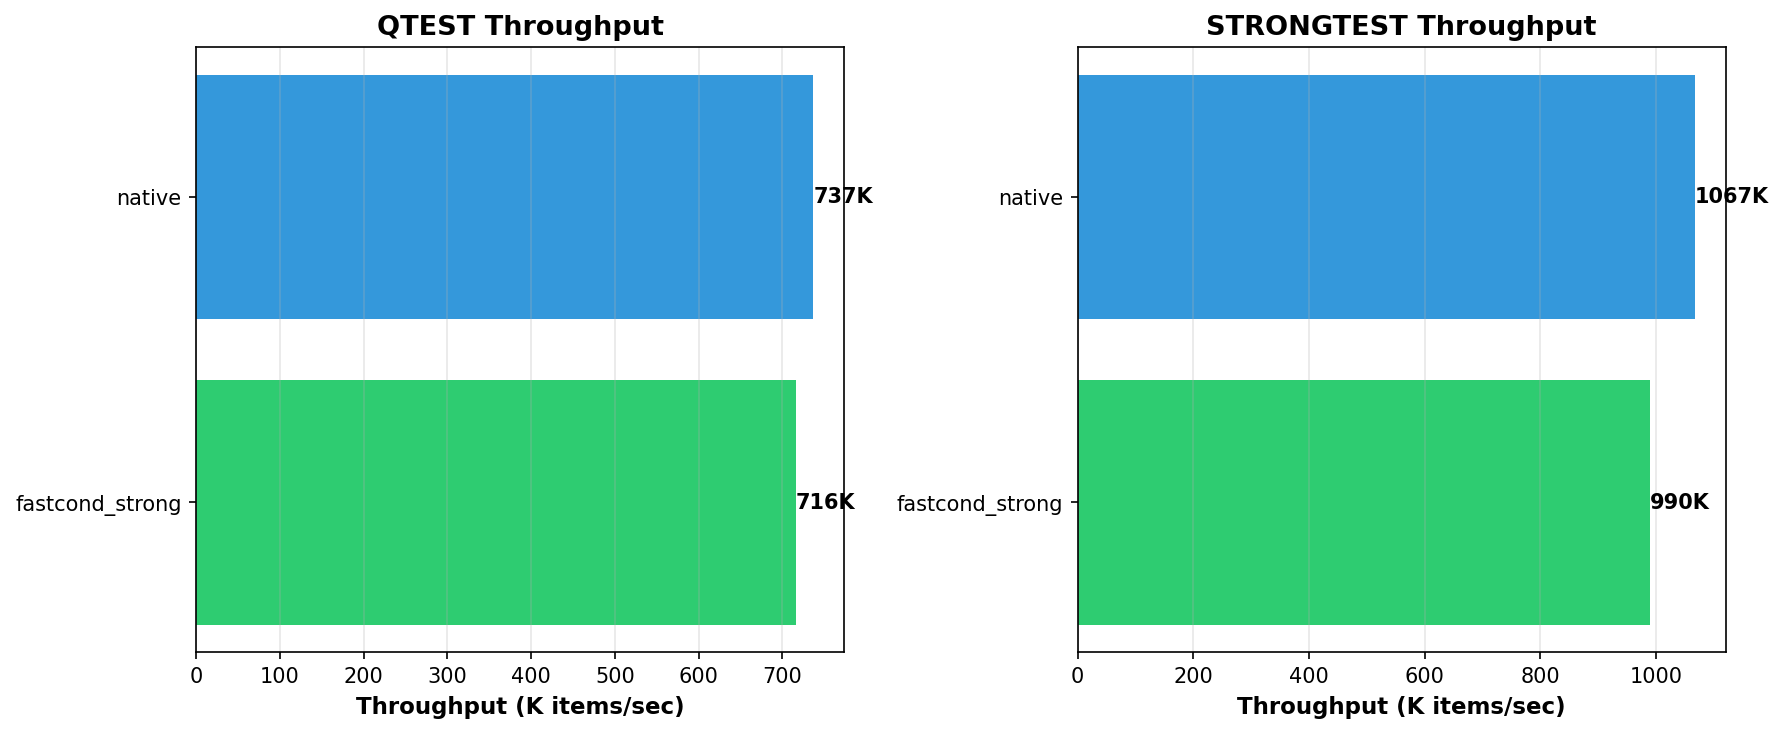 QTEST Throughput
native
737K
fastcond_strong
716K
0 100 200 300 400 500 600 700
Throughput (K items/sec)
STRONGTEST Throughput
native
1067K
fastcond_strong
990K
0 200 400 600 800 1000
Throughput (K items/sec)